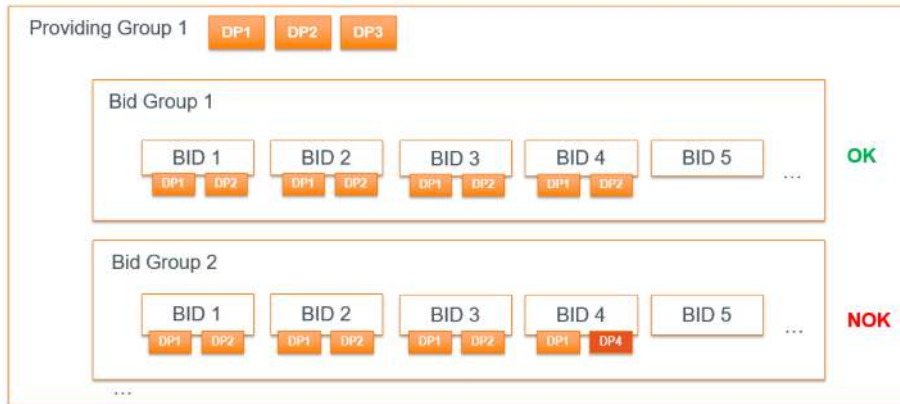 Providing Group 1 DP1 DP2 DP3
Bid Group 1
BID 1 BID 2 BID 3 BID 4 BID 5 ... OK
DP1 DP2 DP1 DP2 DP1 DP2 DP1 DP2
Bid Group 2
BID 1 BID 2 BID 3 BID 4 BID 5 ... NOK
DP1 DP2 DP1 DP2 DP1 DP2 DP1 DP4
...